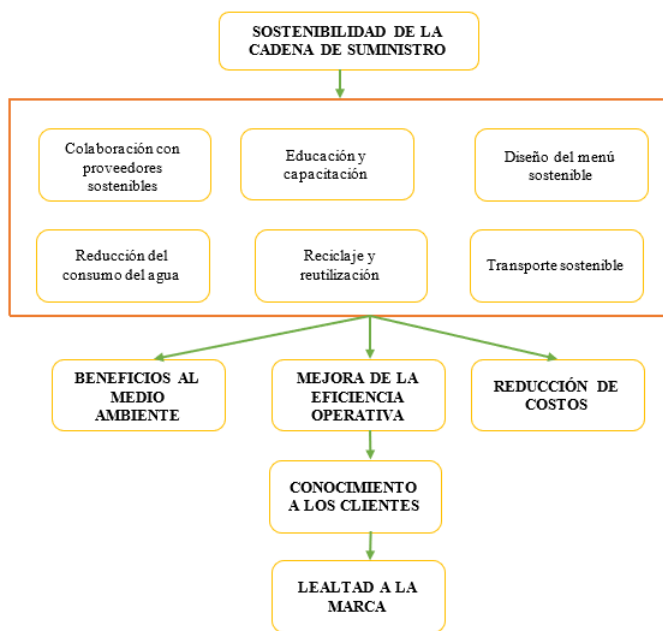 SOSTENIBILIDAD DE LA
CADENA DE SUMINISTRO
Colaboración con
proveedores
sostenibles
Educación y
capacitación
Diseño del menú
sostenible
Reducción del
consumo del agua
Reciclaje y
reutilización
Transporte sostenible
BENEFICIOS AL
MEDIO
AMBIENTE
MEJORA DE LA
EFICIENCIA
OPERATIVA
REDUCCIÓN DE
COSTOS
CONOCIMIENTO
A LOS CLIENTES
LEALTAD A LA
MARCA